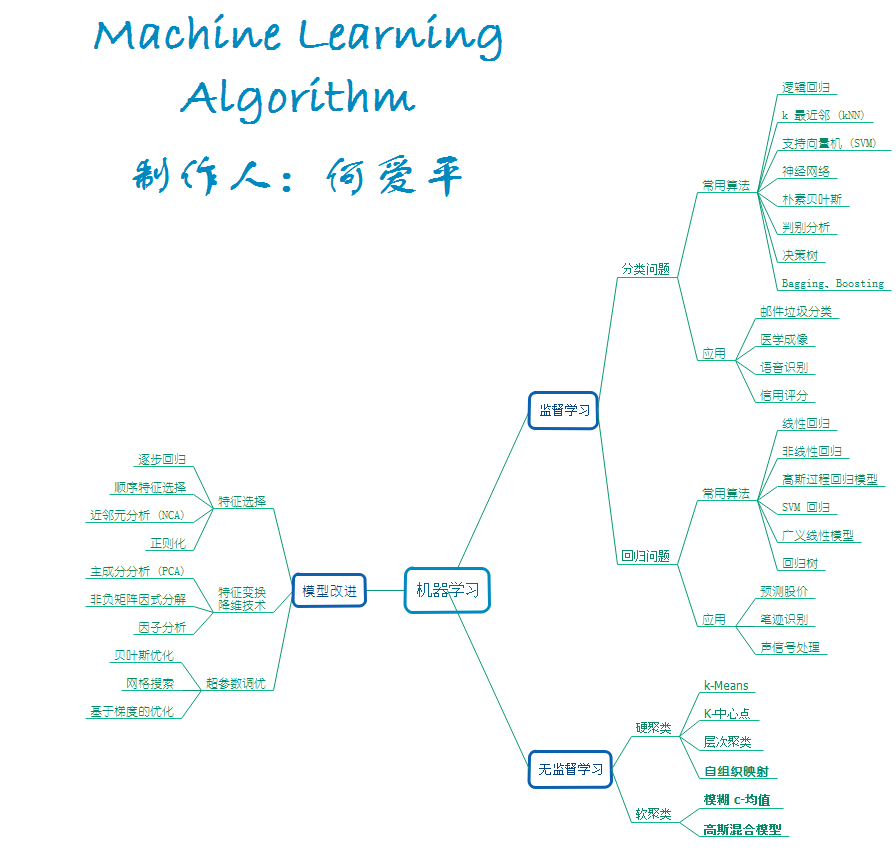 Machine Learning
Algorithm
制作人：何爱平
机器学习
监督学习
分类问题
常用算法
逻辑回归
k 最近邻 (kNN)
支持向量机 (SVM)
神经网络
朴素贝叶斯
判别分析
决策树
Bagging、Boosting
应用
邮件垃圾分类
医学成像
语音识别
信用评分
回归问题
常用算法
线性回归
非线性回归
高斯过程回归模型
SVM 回归
广义线性模型
回归树
应用
预测股价
笔迹识别
声信号处理
无监督学习
硬聚类
k-Means
K-中心点
层次聚类
自组织映射
软聚类
模糊 c-均值
高斯混合模型
模型改进
特征选择
逐步回归
顺序特征选择
近邻元分析 (NCA)
正则化
特征变换
降维技术
主成分分析 (PCA)
非负矩阵因式分解
因子分析
超参数调优
贝叶斯优化
网格搜索
基于梯度的优化